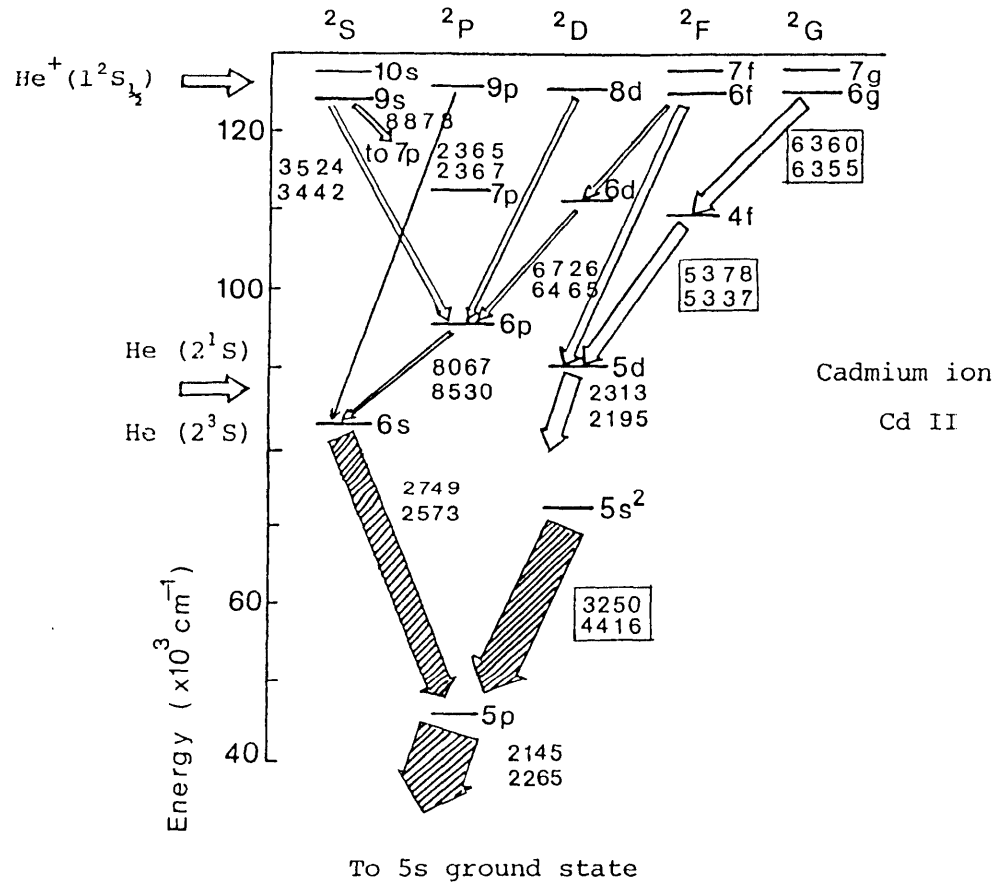 ²S ²P ²D ²F ²G
He⁺(1²S½)
10s 9p 8d 7f 7g
9s 6f 6g
8878
120
to 7p 2365
2367
6360
6355
3524
3442
7p 6d
4f
6726
6465
5378
5337
100
6p
He (2¹S)
5d
8067
8530
2313
2195
Cadmium ion
Cd II
He (2³S)
6s
2749
2573
5s²
60
3250
4416
Energy (x10³cm⁻¹)
5p
40
2145
2265
To 5s ground state